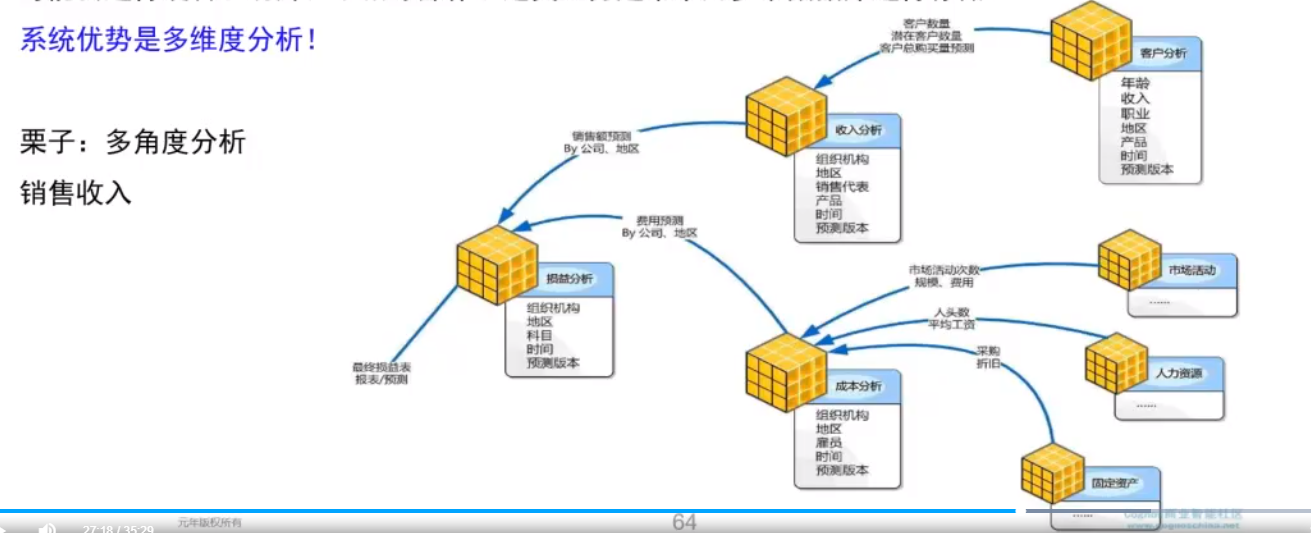 系统优势是多维度分析！
栗子：多角度分析
销售收入
客户数量
潜在客户数量
客户总购买量预测
客户分析
年龄
收入
职业
地区
产品
时间
预测版本
销售额预测
By 公司、地区
收入分析
组织机构
地区
销售代表
产品
时间
预测版本
费用预测
By 公司、地区
损益分析
组织机构
地区
科目
时间
预测版本
最终损益表
报表/预测
市场活动次数
规模、费用
市场活动
......
人头数
平均工资
人力资源
......
采购
折旧
成本分析
组织机构
地区
雇员
时间
预测版本
固定资产
......
Cognos商业智能社区
www.cognoschina.net
27:18 / 35:29
元年版权所有
64